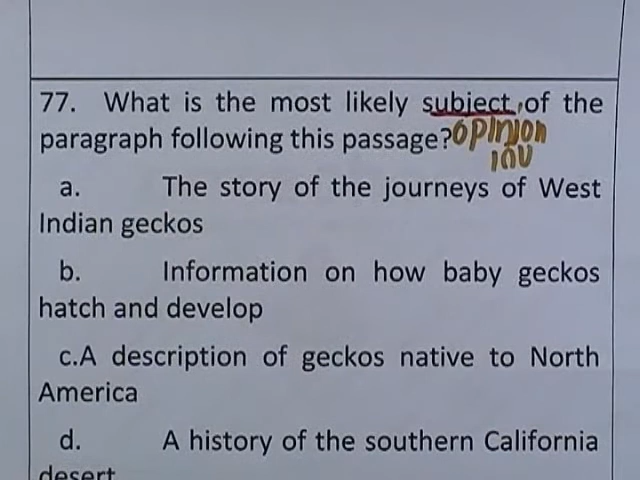 77. What is the most likely subject of the
paragraph following this passage? opinion
a. The story of the journeys of West
Indian geckos
b. Information on how baby geckos
hatch and develop
c.A description of geckos native to North
America
d. A history of the southern California
desert